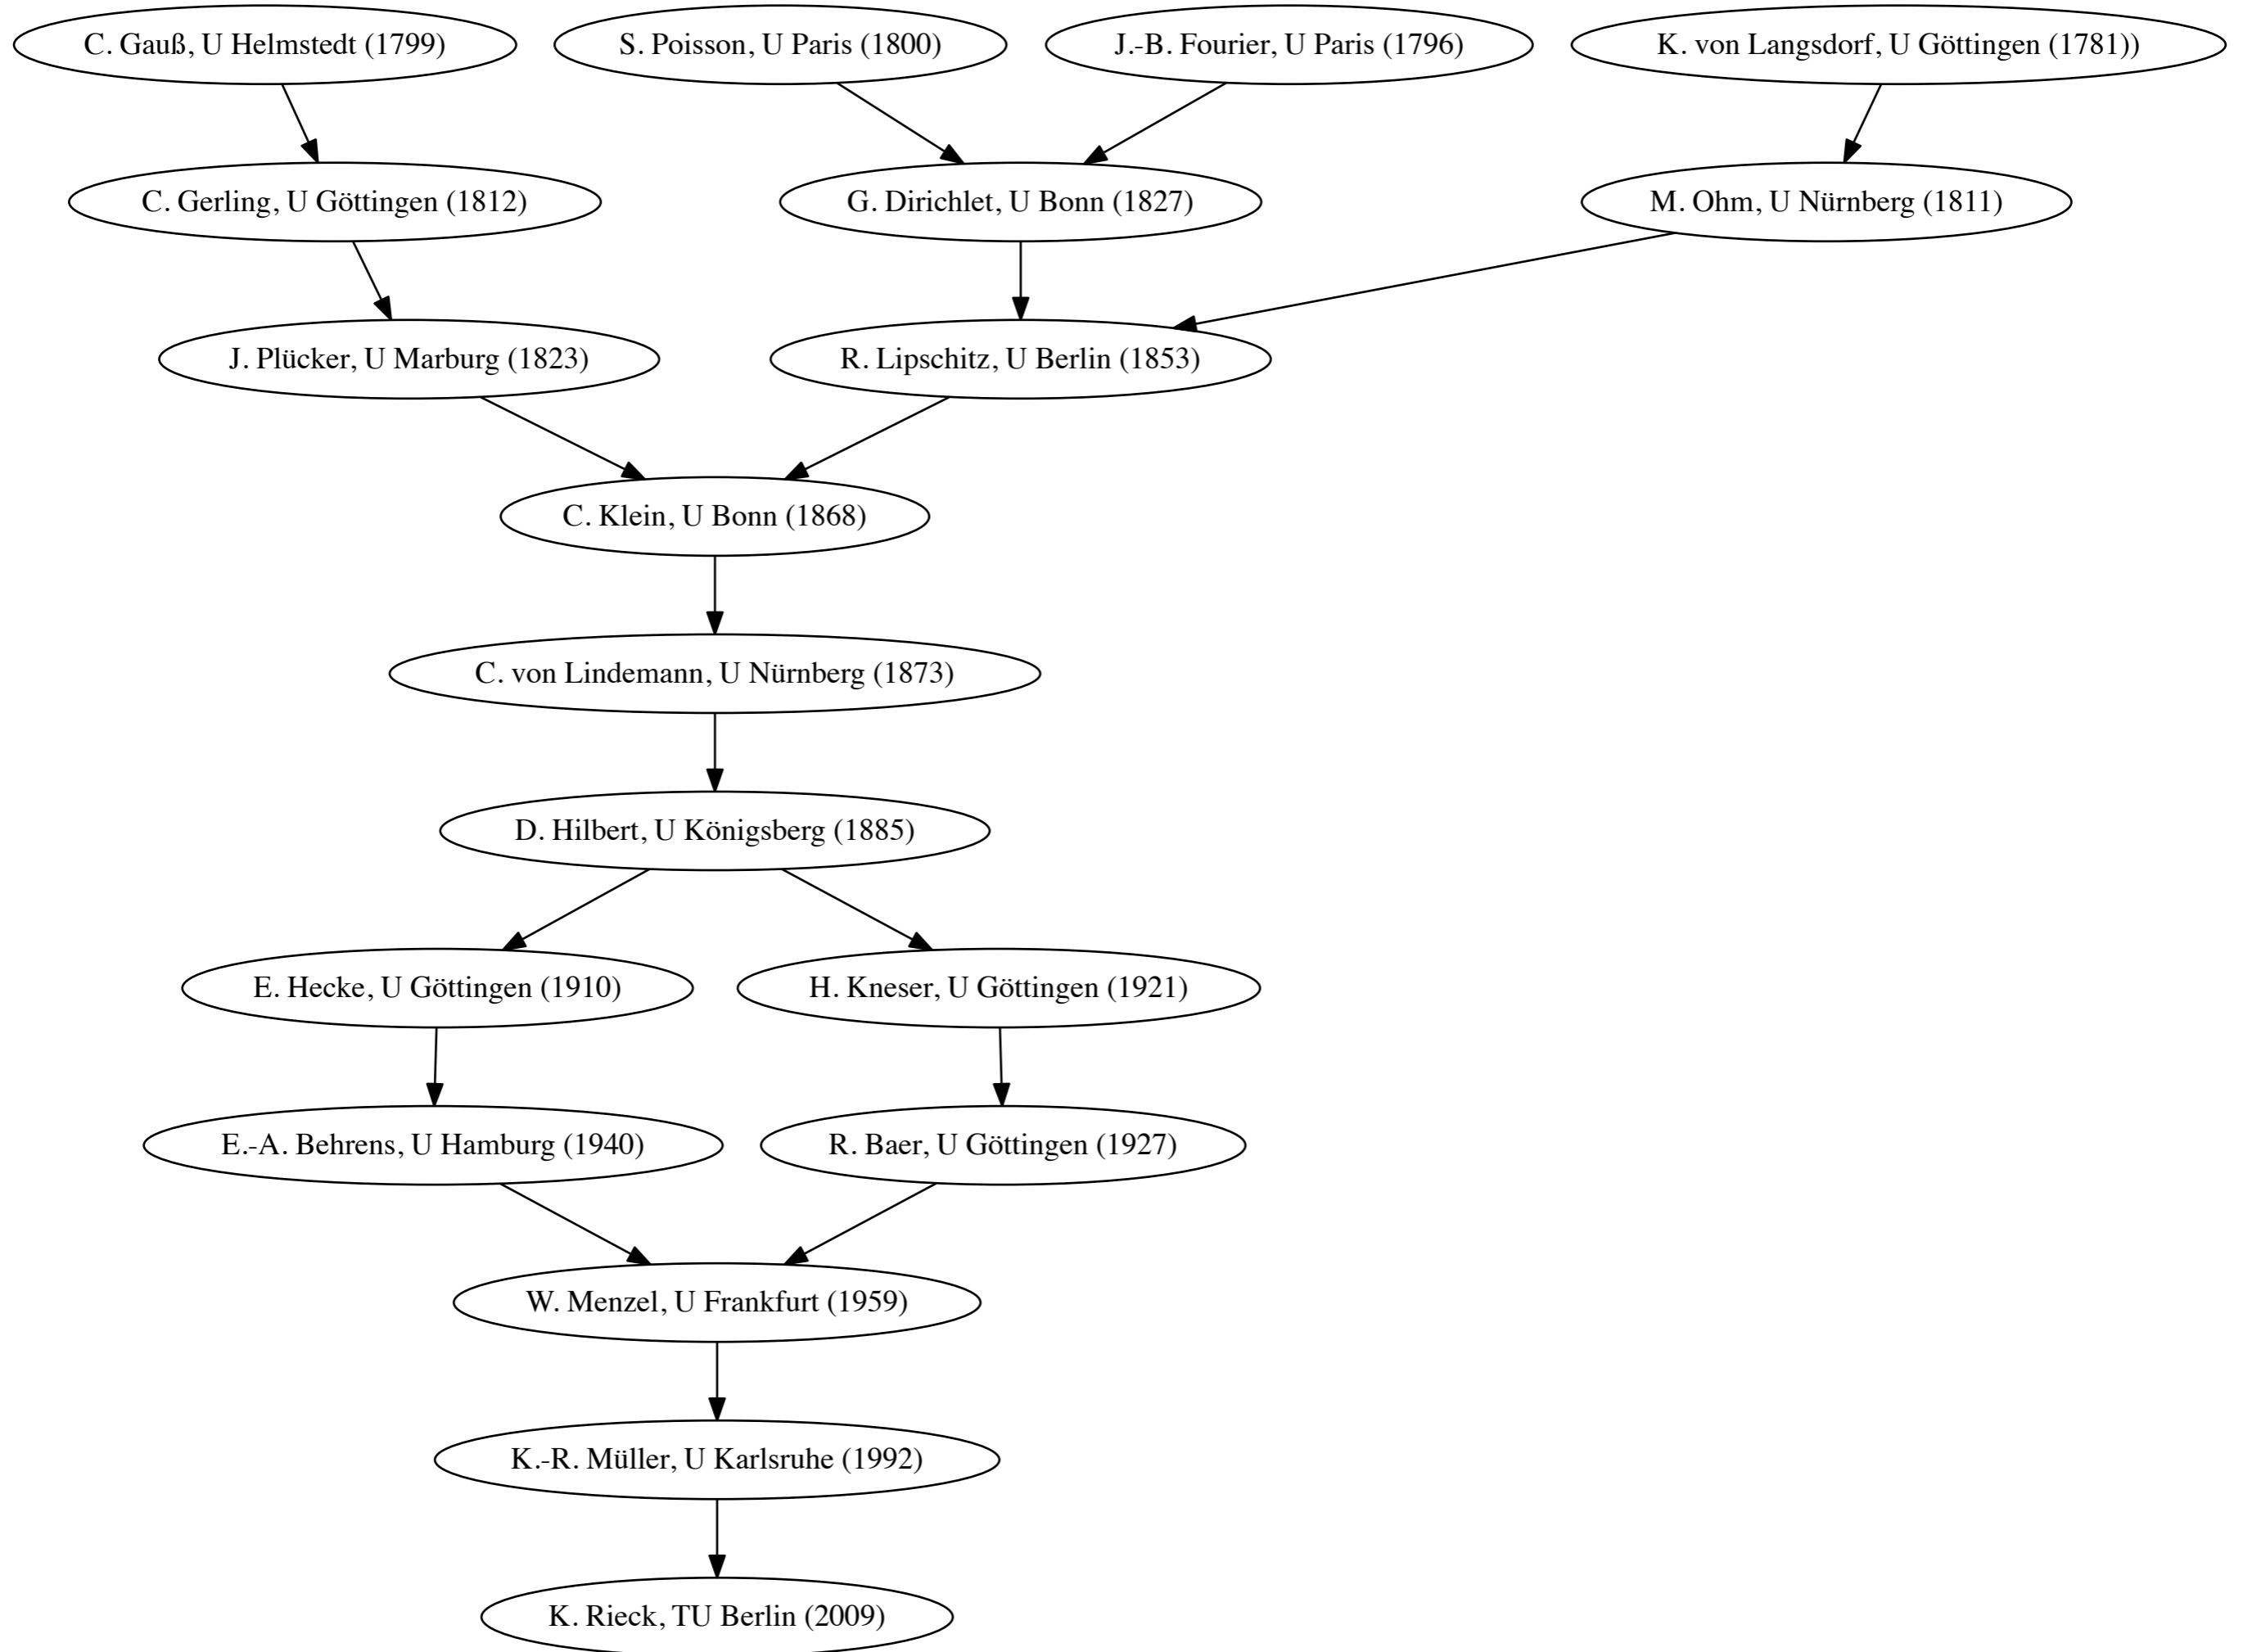 C. Gauß, U Helmstedt (1799)
S. Poisson, U Paris (1800)
J.-B. Fourier, U Paris (1796)
K. von Langsdorf, U Göttingen (1781))
C. Gerling, U Göttingen (1812)
G. Dirichlet, U Bonn (1827)
M. Ohm, U Nürnberg (1811)
J. Plücker, U Marburg (1823)
R. Lipschitz, U Berlin (1853)
C. Klein, U Bonn (1868)
C. von Lindemann, U Nürnberg (1873)
D. Hilbert, U Königsberg (1885)
E. Hecke, U Göttingen (1910)
H. Kneser, U Göttingen (1921)
E.-A. Behrens, U Hamburg (1940)
R. Baer, U Göttingen (1927)
W. Menzel, U Frankfurt (1959)
K.-R. Müller, U Karlsruhe (1992)
K. Rieck, TU Berlin (2009)